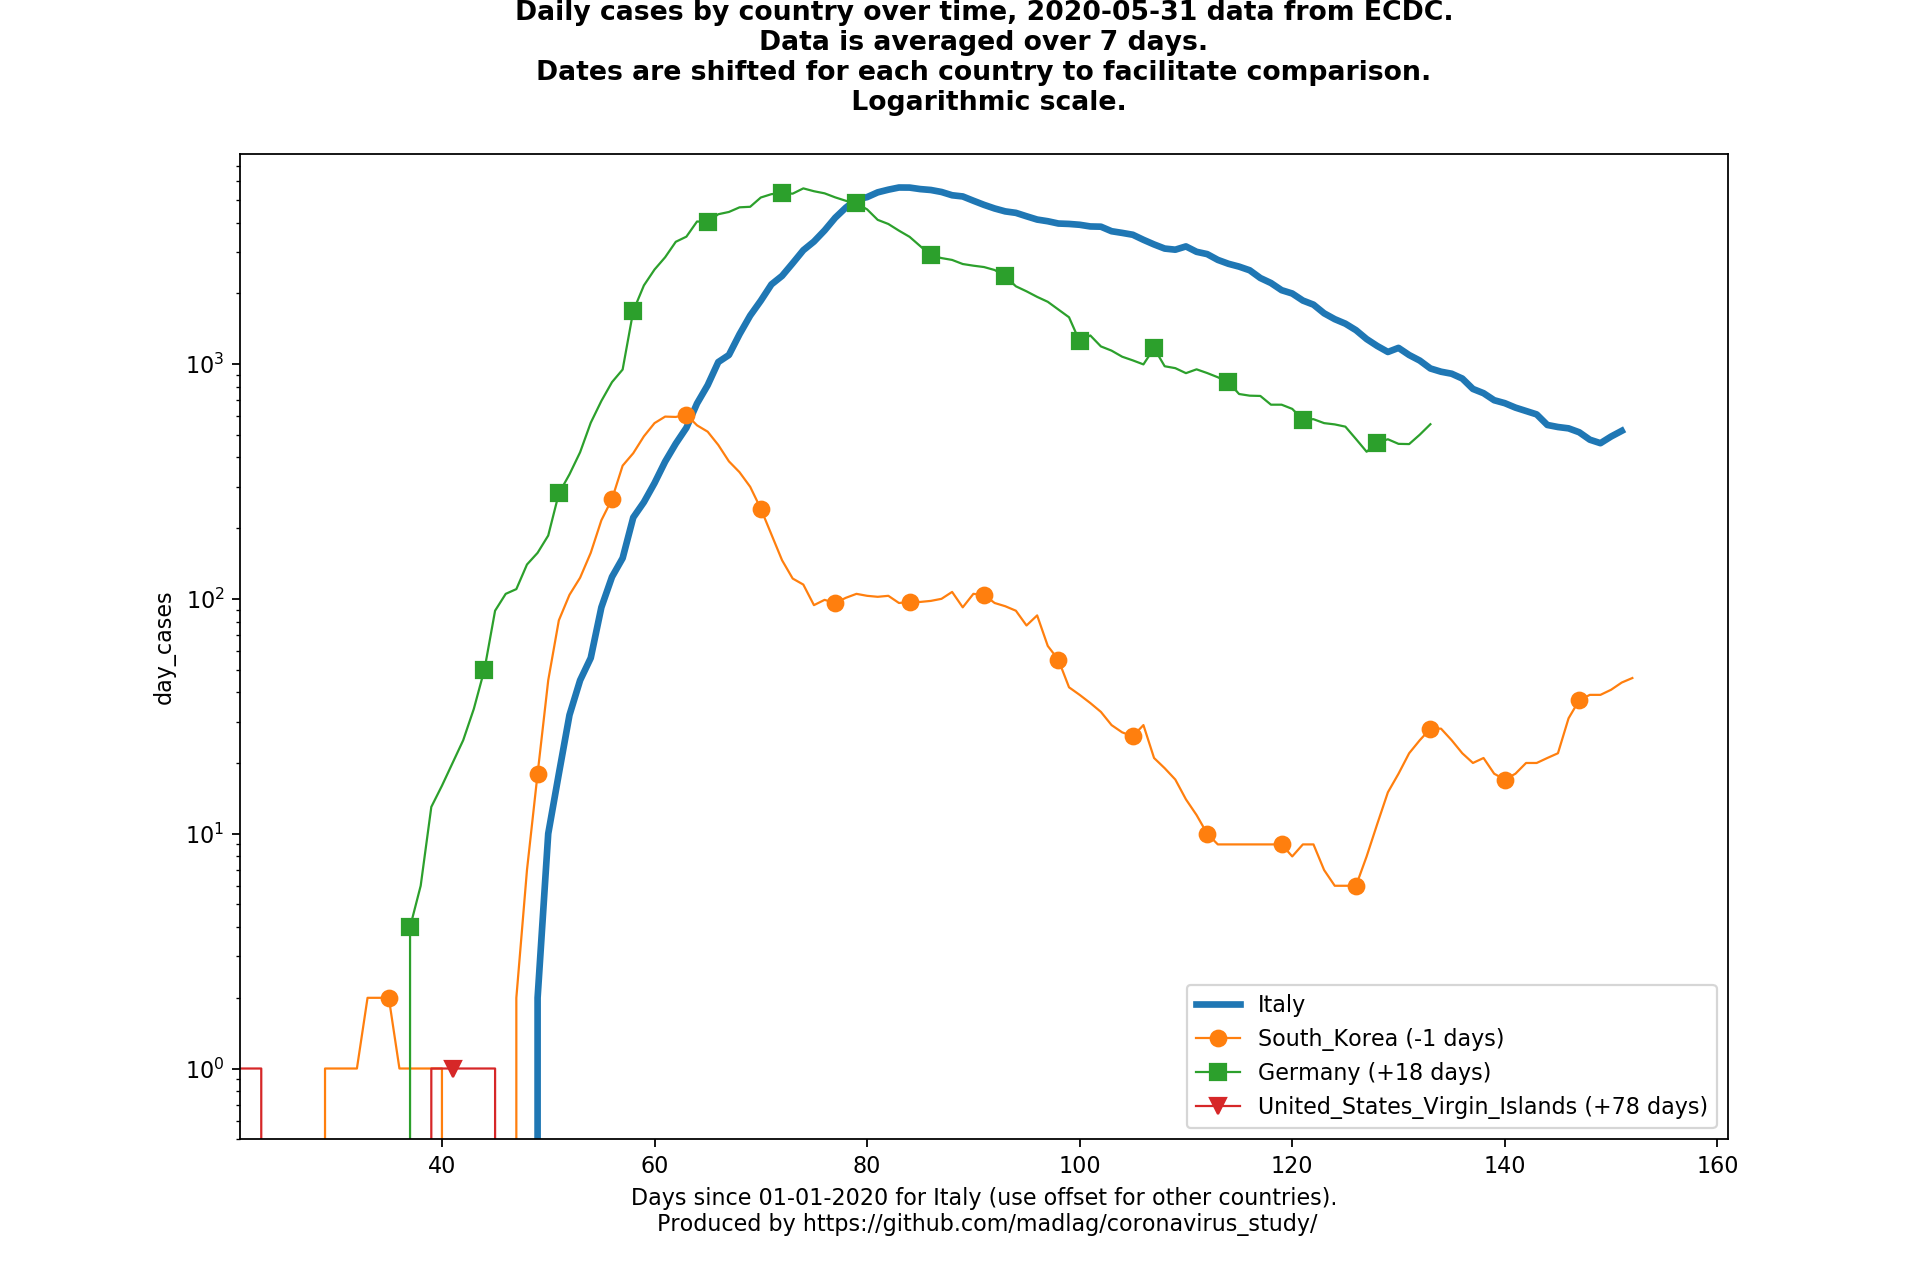 Daily cases by country over time, 2020-05-31 data from ECDC.
Data is averaged over 7 days.
Dates are shifted for each country to facilitate comparison.
Logarithmic scale.
10³
10²
10¹
10⁰
day_cases
Italy
South_Korea (-1 days)
Germany (+18 days)
United_States_Virgin_Islands (+78 days)
40 60 80 100 120 140 160
Days since 01-01-2020 for Italy (use offset for other countries).
Produced by https://github.com/madlag/coronavirus_study/